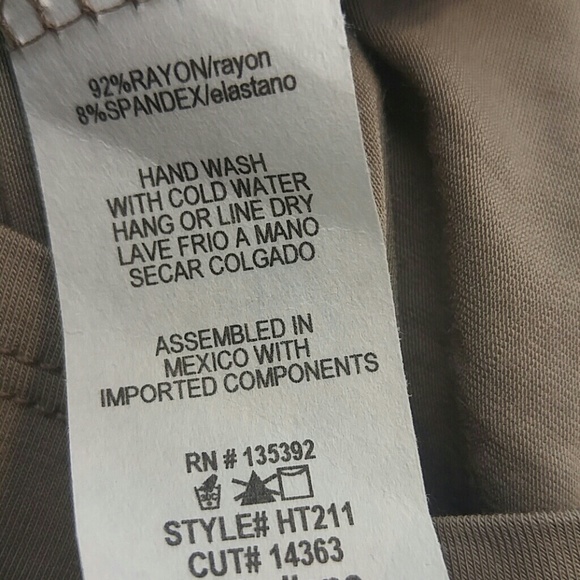 92%RAYON/rayon
8%SPANDEX/elastano
HAND WASH
WITH COLD WATER
HANG OR LINE DRY
LAVE FRIO A MANO
SECAR COLGADO
ASSEMBLED IN
MEXICO WITH
IMPORTED COMPONENTS
RN # 135392
STYLE# HT211
CUT# 14363